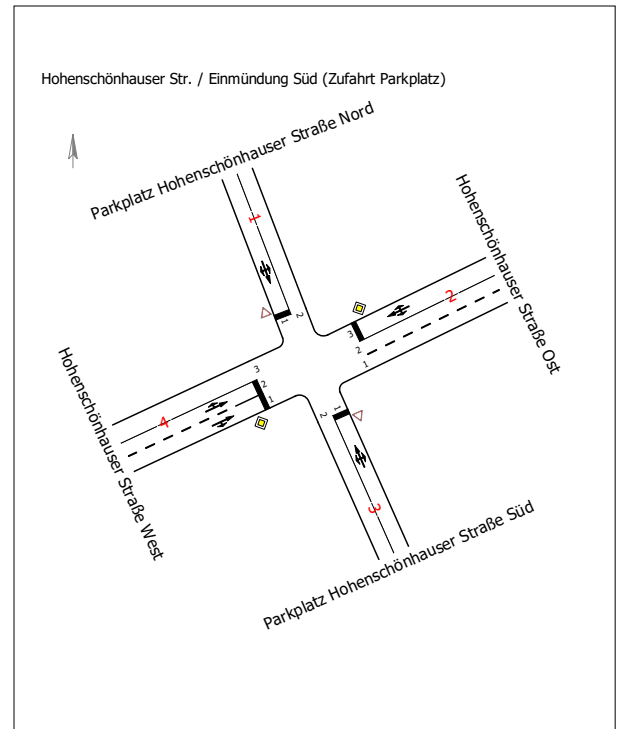 Hohenschönhauser Str. / Einmündung Süd (Zufahrt Parkplatz)
Parkplatz Hohenschönhauser Straße Nord
Hohenschönhauser Straße Ost
1
2
1
2
3
2
1
3
2
1
4
Hohenschönhauser Straße West
1
2
3
Parkplatz Hohenschönhauser Straße Süd